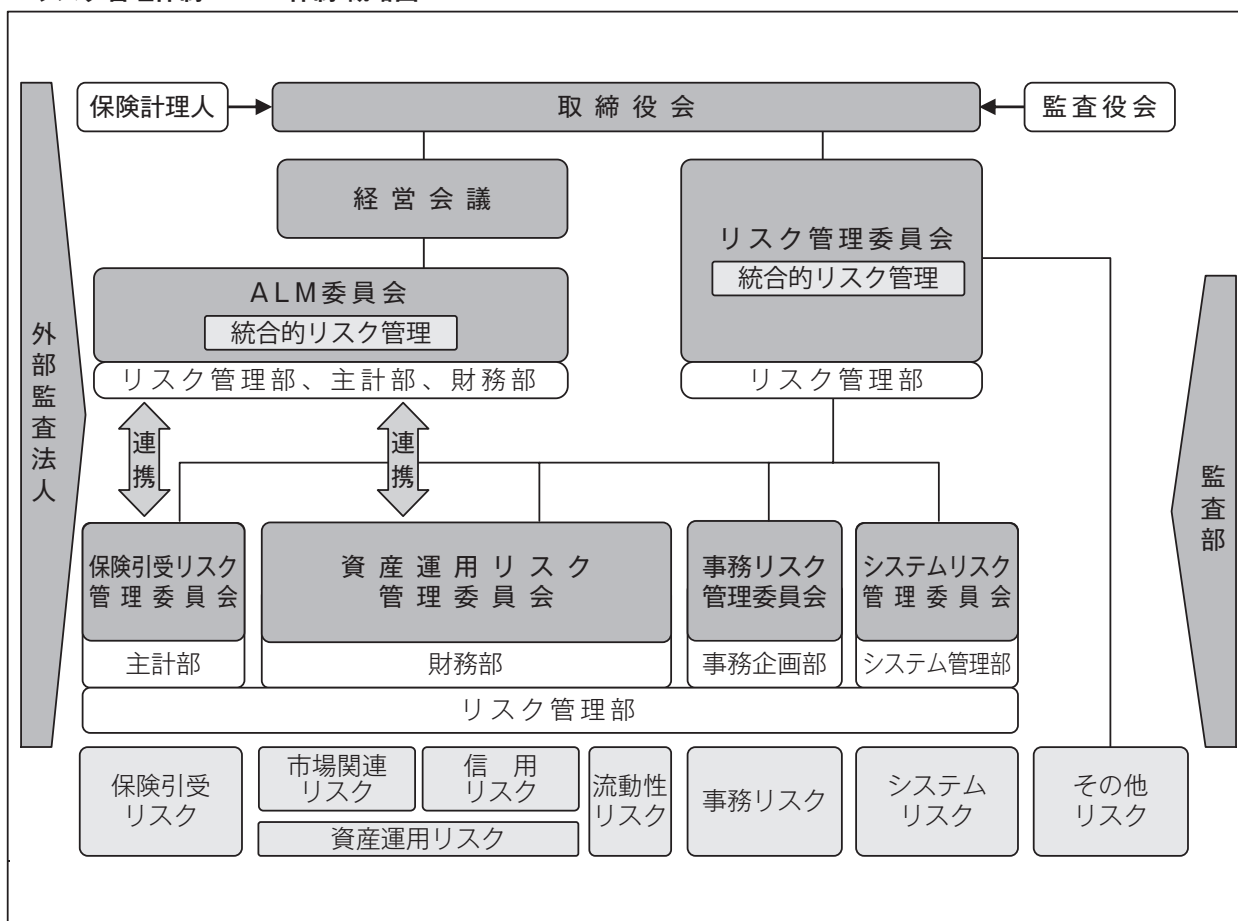 保険計理人
取締役会
監査役会
経営会議
リスク管理委員会
統合的リスク管理
ALM委員会
統合的リスク管理
リスク管理部、主計部、財務部
リスク管理部
外部監査法人
監査部
連携
連携
保険引受リスク
管理委員会
資産運用リスク
管理委員会
事務リスク
管理委員会
システムリスク
管理委員会
主計部
財務部
事務企画部
システム管理部
リスク管理部
保険引受
リスク
市場関連
リスク
信用
リスク
資産運用リスク
流動性
リスク
事務リスク
システム
リスク
その他
リスク